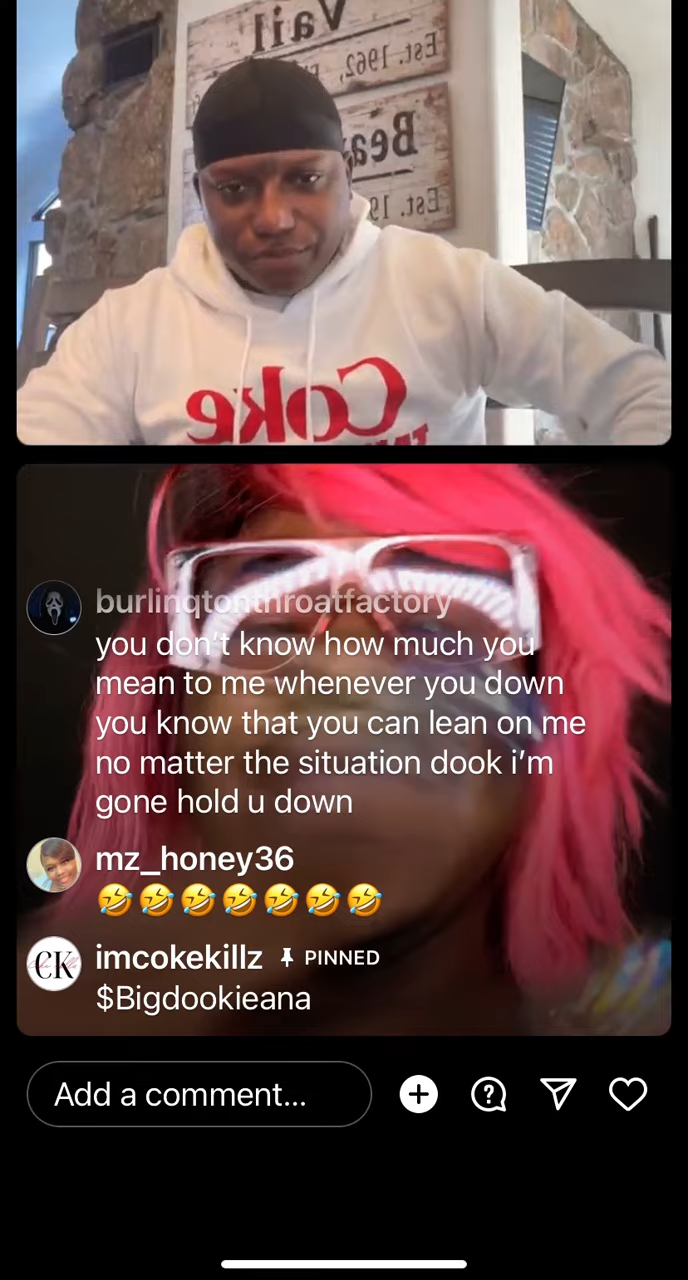 Vail
Est. 1962,
Bea
Est. 19
Coke
burlinqtonthroatfactory
you don't know how much you
mean to me whenever you down
you know that you can lean on me
no matter the situation dook i'm
gone hold u down
mz_honey36
🤣🤣🤣🤣🤣🤣🤣
CK
imcokekillz PINNED
$Bigdookieana
Add a comment...